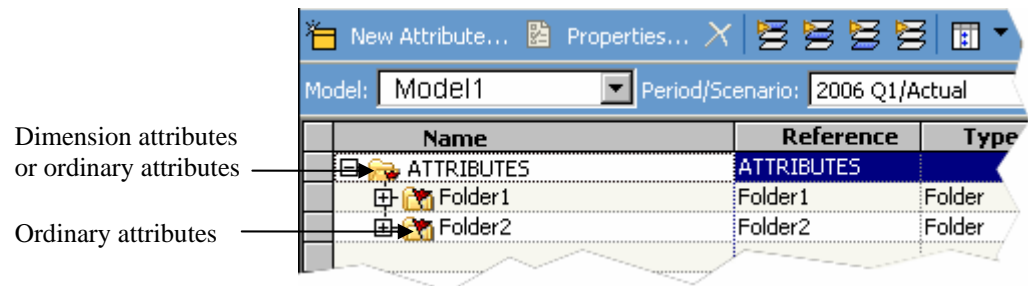 New Attribute... Properties...
Model: Model1 Period/Scenario: 2006 Q1/Actual
Name Reference Type
Dimension attributes
or ordinary attributes
ATTRIBUTES ATTRIBUTES
Folder1 Folder1 Folder
Ordinary attributes
Folder2 Folder2 Folder